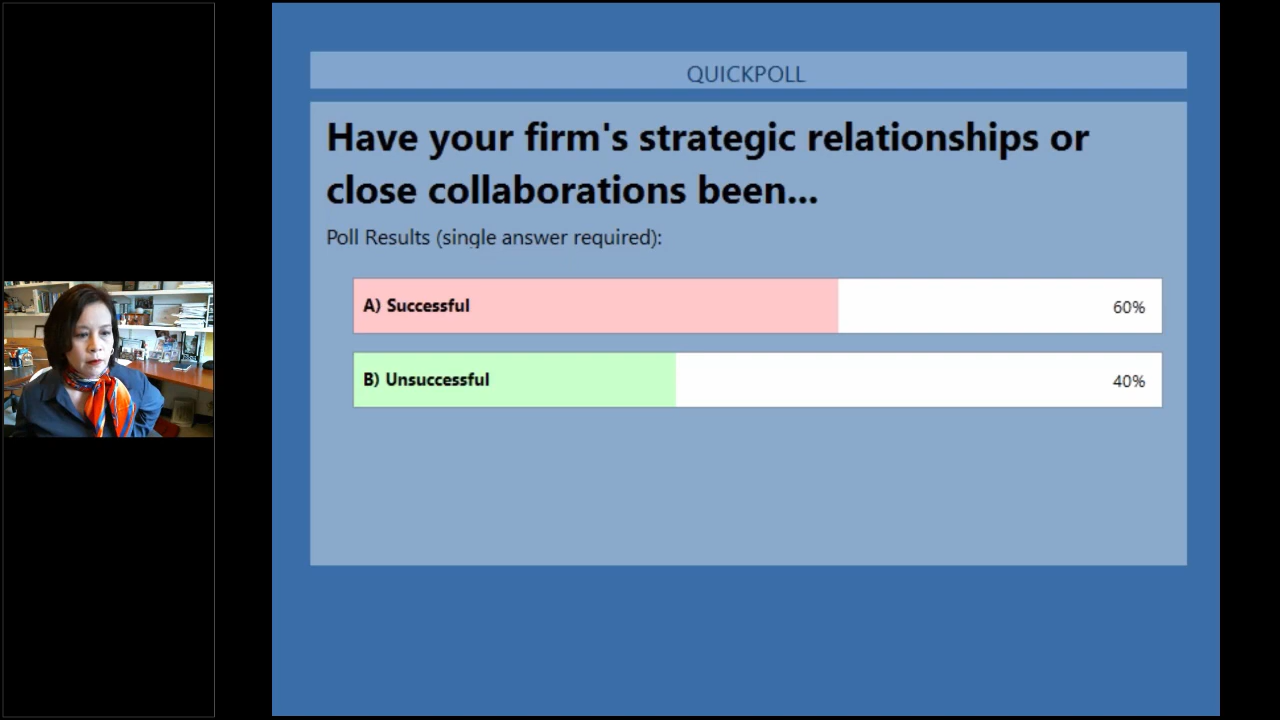 QUICKPOLL
Have your firm's strategic relationships or
close collaborations been...
Poll Results (single answer required):
A) Successful 60%
B) Unsuccessful 40%